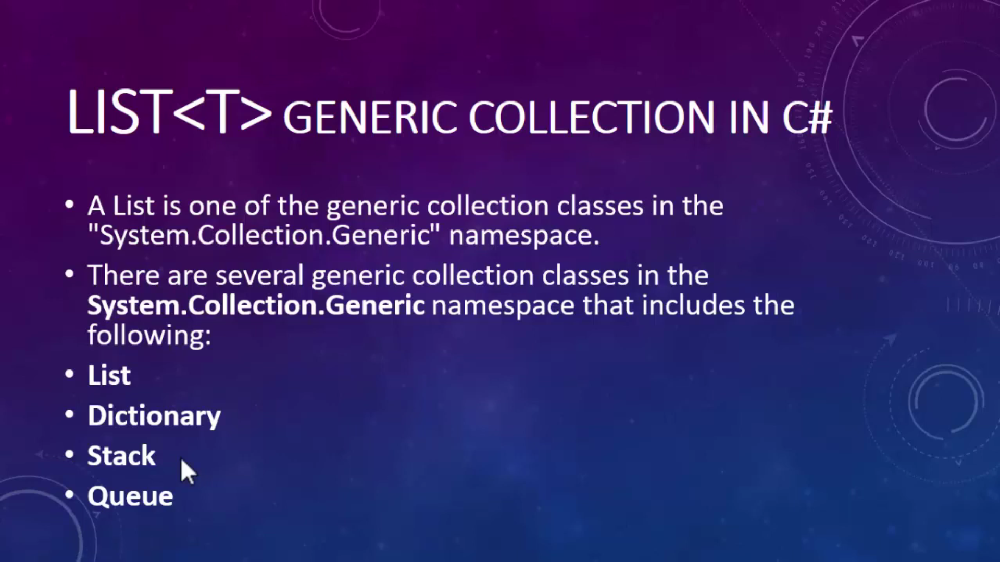 LIST<T> GENERIC COLLECTION IN C#
• A List is one of the generic collection classes in the
"System.Collection.Generic" namespace.
• There are several generic collection classes in the
System.Collection.Generic namespace that includes the
following:
• List
• Dictionary
• Stack
• Queue